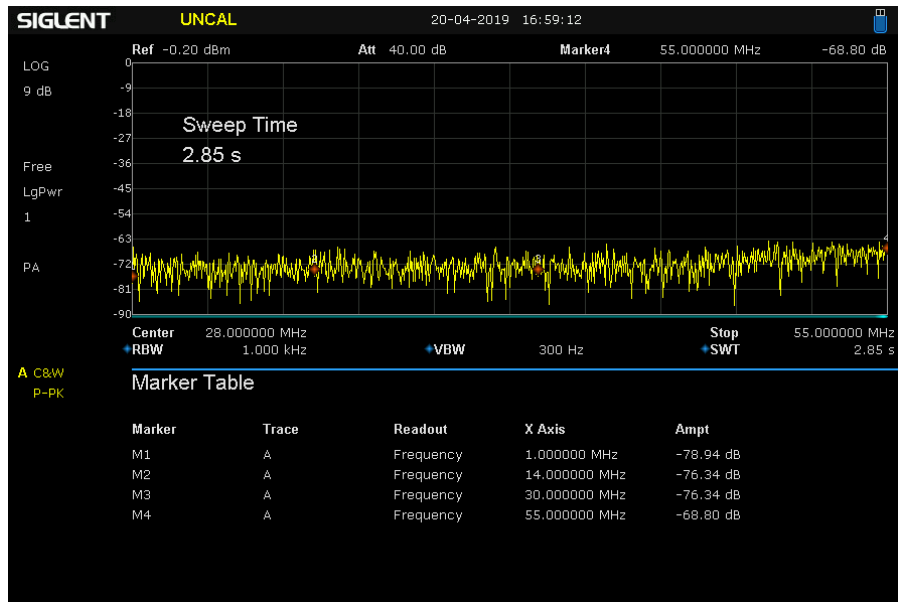 SIGLENT UNCAL 20-04-2019 16:59:12
Ref -0.20 dBm Att 40.00 dB Marker4 55.000000 MHz -68.80 dB
LOG
9 dB
Free
LgPwr
1
PA
0
-9
-18
-27
-36
-45
-54
-63
-72
-81
-90
Sweep Time
2.85 s
4
Center 28.000000 MHz Stop 55.000000 MHz
RBW 1.000 kHz VBW 300 Hz SWT 2.85 s
A C&W
P-PK
Marker Table
Marker Trace Readout X Axis Ampt
M1 A Frequency 1.000000 MHz -78.94 dB
M2 A Frequency 14.000000 MHz -76.34 dB
M3 A Frequency 30.000000 MHz -76.34 dB
M4 A Frequency 55.000000 MHz -68.80 dB